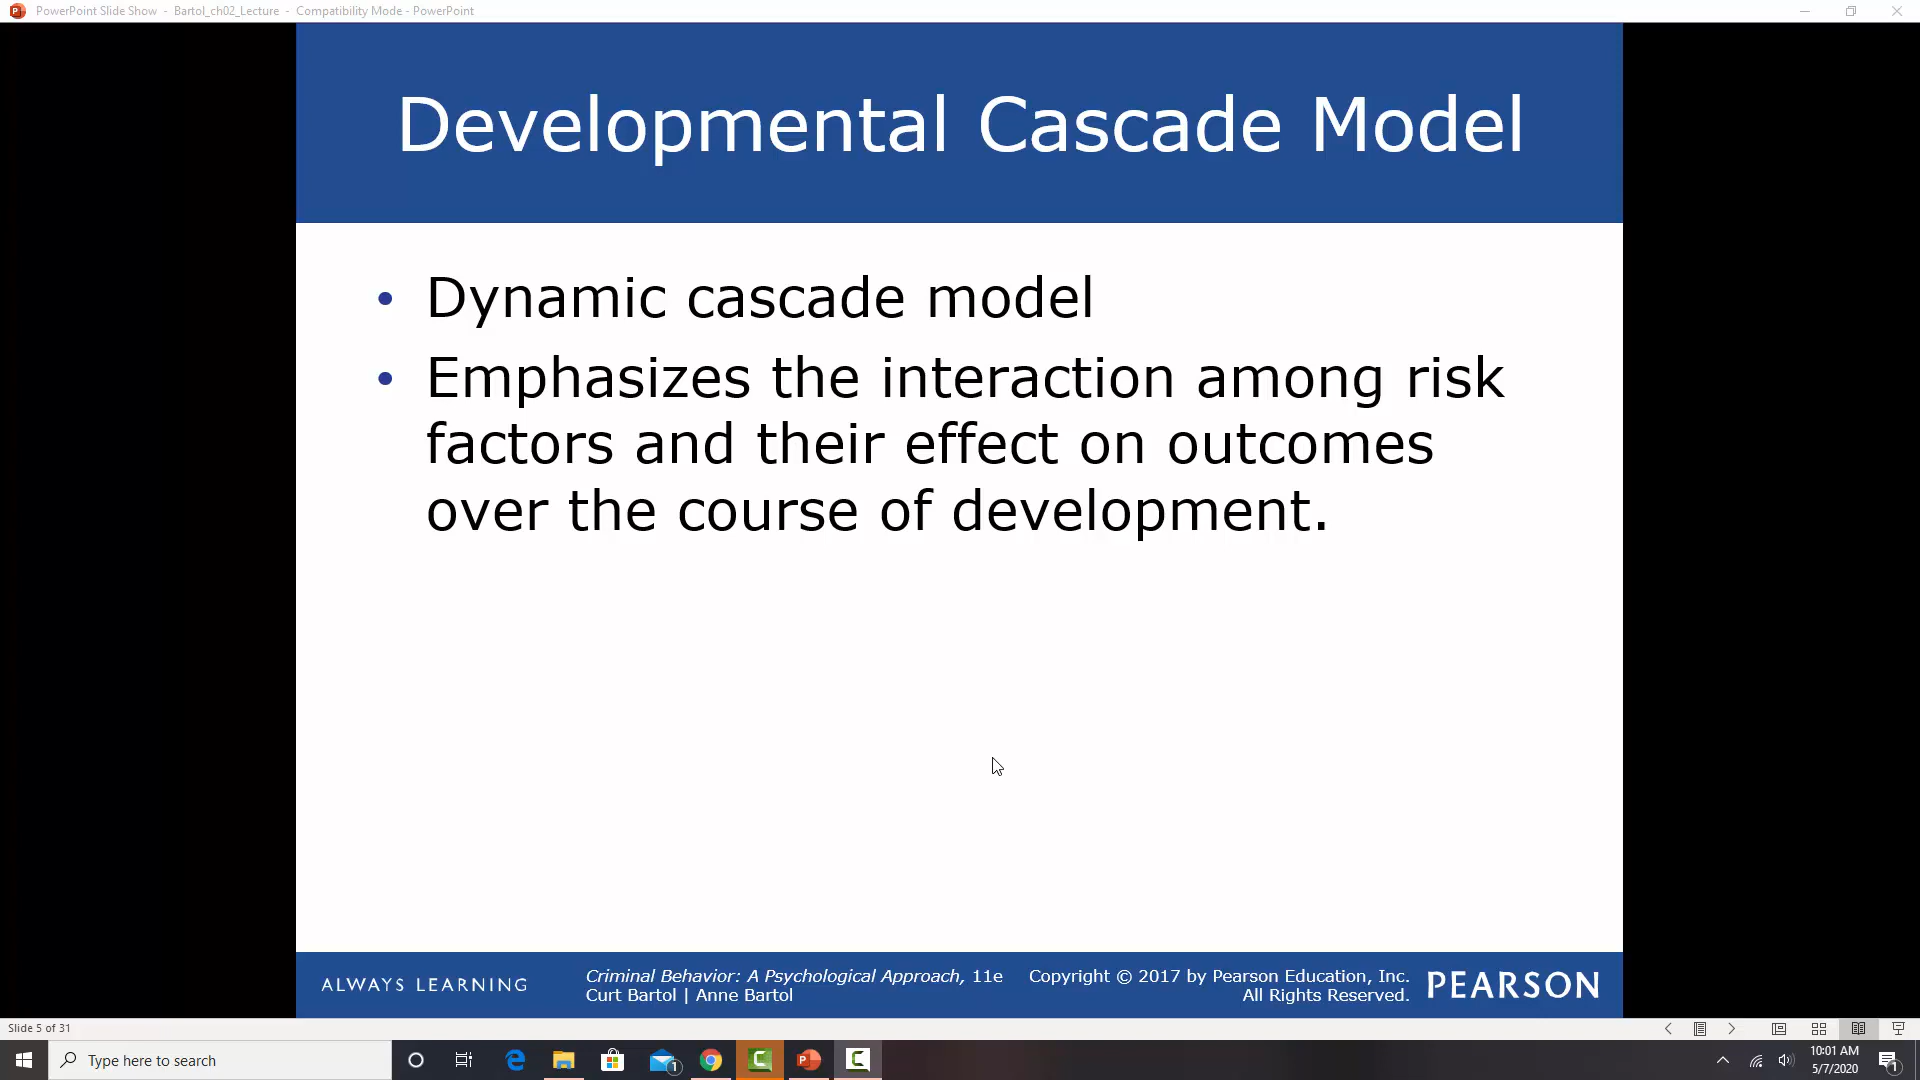 PowerPoint Slide Show - Bartol_ch02_Lecture - Compatibility Mode - PowerPoint
Developmental Cascade Model
• Dynamic cascade model
• Emphasizes the interaction among risk
factors and their effect on outcomes
over the course of development.
ALWAYS LEARNING
Criminal Behavior: A Psychological Approach, 11e
Curt Bartol | Anne Bartol
Copyright © 2017 by Pearson Education, Inc.
All Rights Reserved.
PEARSON
Slide 5 of 31
Type here to search
1
10:01 AM
5/7/2020
1